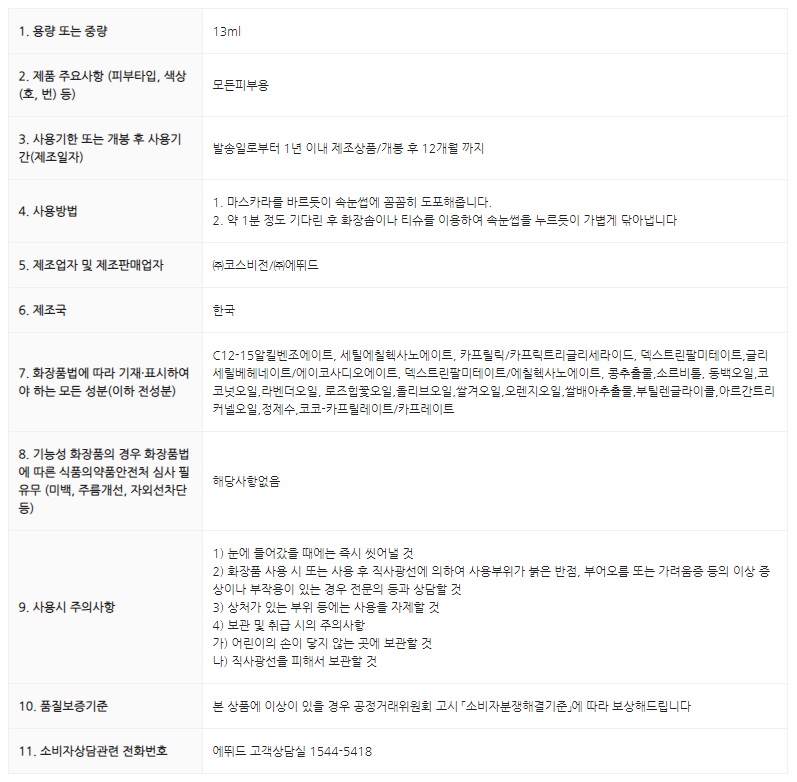 1. 용량 또는 중량
13ml
2. 제품 주요사항 (피부타입, 색상
(호, 번) 등)
모든피부용
3. 사용기한 또는 개봉 후 사용기
간(제조일자)
발송일로부터 1년 이내 제조상품/개봉 후 12개월 까지
4. 사용방법
1. 마스카라를 바르듯이 속눈썹에 꼼꼼히 도포해줍니다.
2. 약 1분 정도 기다린 후 화장솜이나 티슈를 이용하여 속눈썹을 누르듯이 가볍게 닦아냅니다
5. 제조업자 및 제조판매업자
㈜코스비전/㈜에뛰드
6. 제조국
한국
7. 화장품법에 따라 기재·표시하여
야 하는 모든 성분(이하 전성분)
C12-15알킬벤조에이트, 세틸에칠헥사노에이트, 카프릴릭/카프릭트리글리세라이드, 덱스트린팔미테이트,글리
세릴베헤네이트/에이코사디오에이트, 덱스트린팔미테이트/에칠헥사노에이트, 콩추출물,소르비톨, 동백오일,코
코넛오일,라벤더오일, 로즈힙꽃오일,올리브오일,쌀겨오일,오렌지오일,쌀배아추출물,부틸렌글라이콜,아르간트리
커넬오일,정제수,코코-카프릴레이트/카프레이트
8. 기능성 화장품의 경우 화장품법
에 따른 식품의약품안전처 심사 필
유무 (미백, 주름개선, 자외선차단
등)
해당사항없음
9. 사용시 주의사항
1) 눈에 들어갔을 때에는 즉시 씻어낼 것
2) 화장품 사용 시 또는 사용 후 직사광선에 의하여 사용부위가 붉은 반점, 부어오름 또는 가려움증 등의 이상 증
상이나 부작용이 있는 경우 전문의 등과 상담할 것
3) 상처가 있는 부위 등에는 사용을 자제할 것
4) 보관 및 취급 시의 주의사항
가) 어린이의 손이 닿지 않는 곳에 보관할 것
나) 직사광선을 피해서 보관할 것
10. 품질보증기준
본 상품에 이상이 있을 경우 공정거래위원회 고시 「소비자분쟁해결기준」에 따라 보상해드립니다
11. 소비자상담관련 전화번호
에뛰드 고객상담실 1544-5418